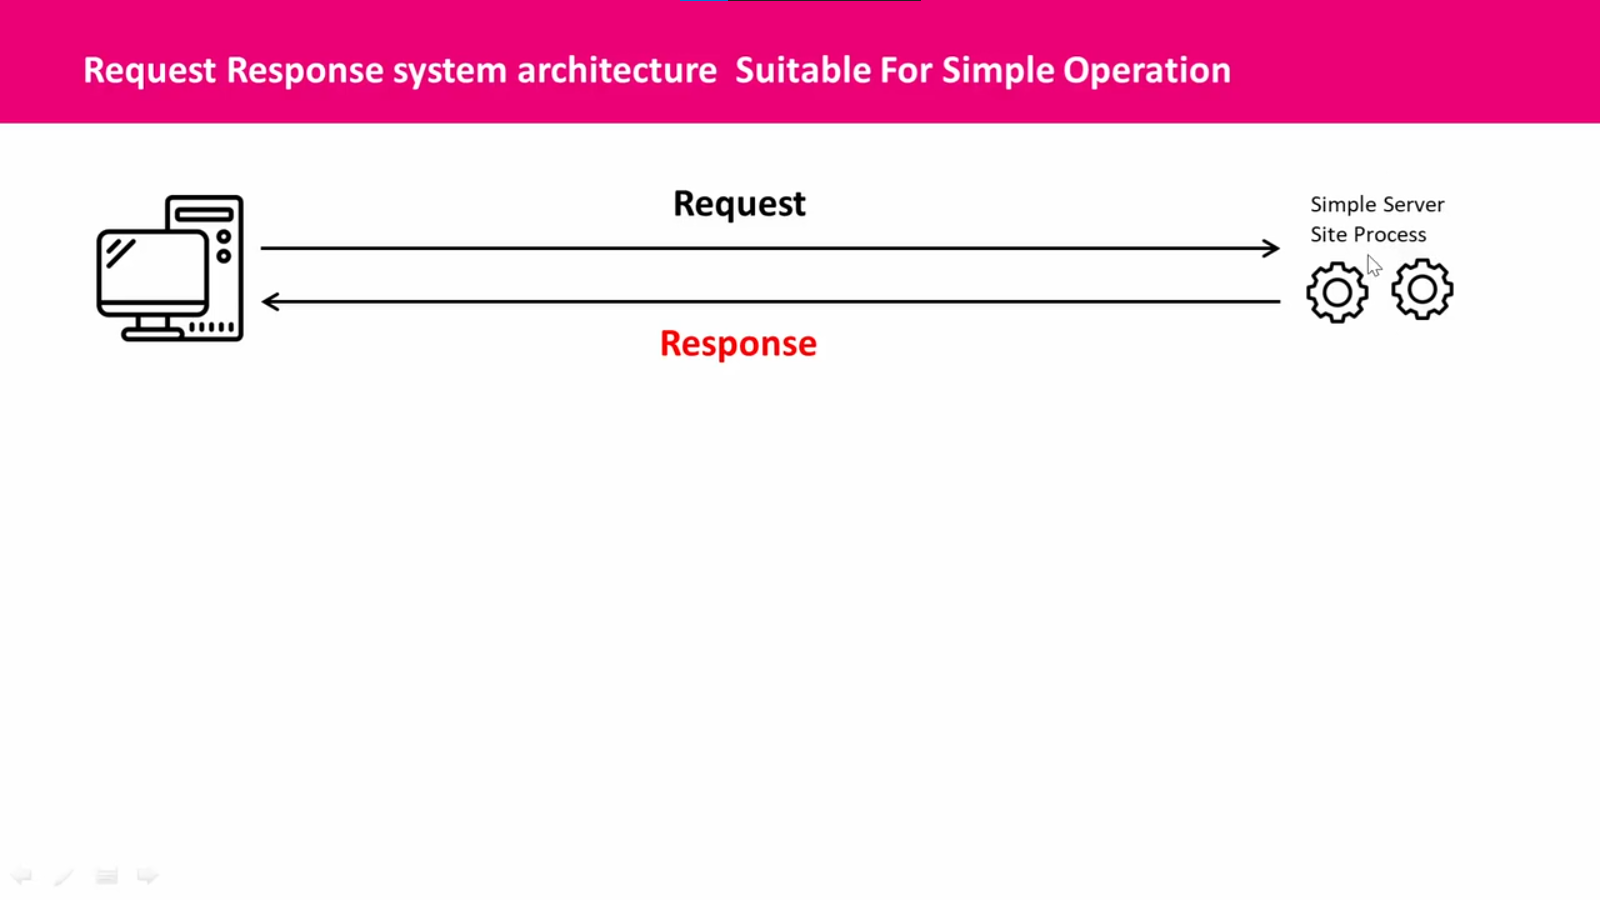 Request Response system architecture  Suitable For Simple Operation
Request
Simple Server
Site Process
Response